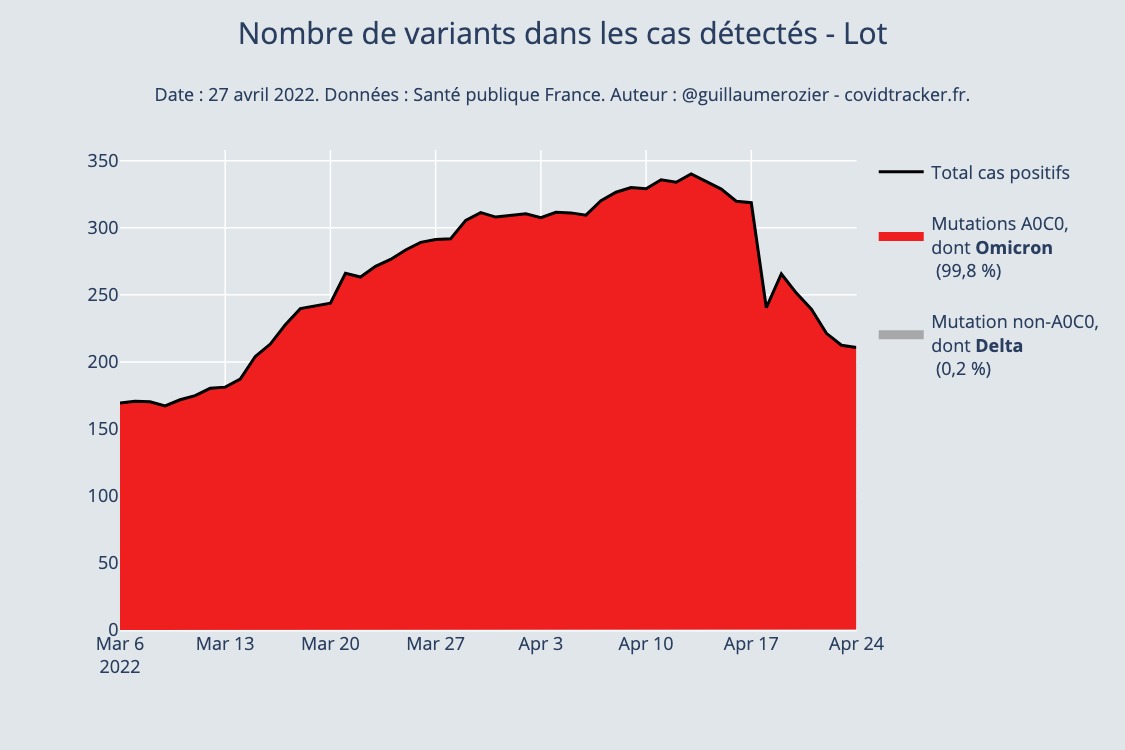 Nombre de variants dans les cas détectés - Lot
Date : 27 avril 2022. Données : Santé publique France. Auteur : @guillaumerozier - covidtracker.fr.
350
300
250
200
150
100
50
0
Mar 6
2022
Mar 13
Mar 20
Mar 27
Apr 3
Apr 10
Apr 17
Apr 24
Total cas positifs
Mutations A0C0,
dont Omicron
(99,8 %)
Mutation non-A0C0,
dont Delta
(0,2 %)